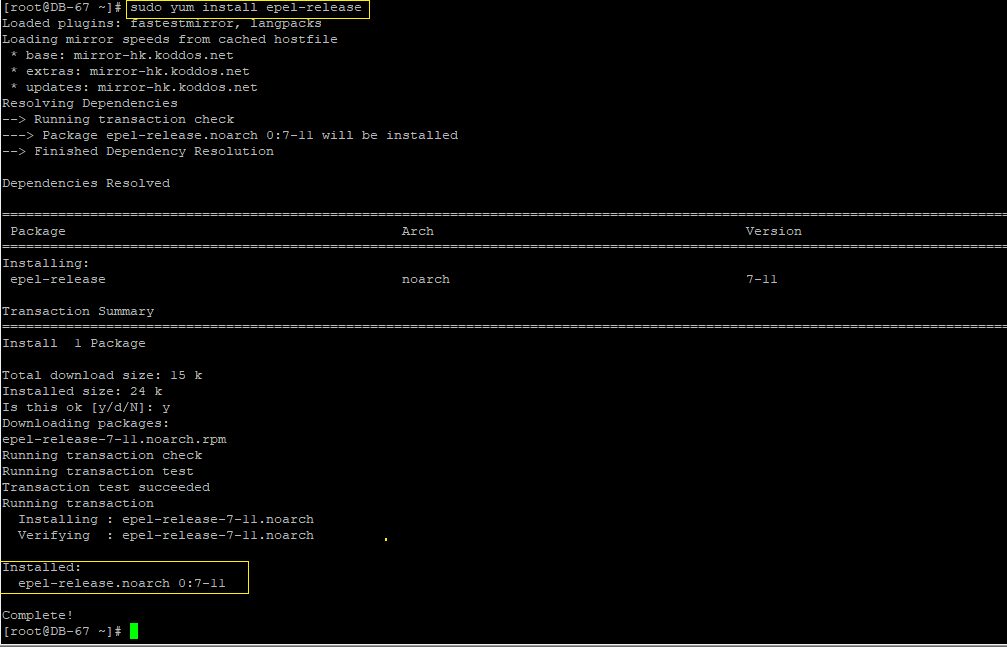 [root@DB-67 ~]# sudo yum install epel-release
Loaded plugins: fastestmirror, langpacks
Loading mirror speeds from cached hostfile
 * base: mirror-hk.koddos.net
 * extras: mirror-hk.koddos.net
 * updates: mirror-hk.koddos.net
Resolving Dependencies
--> Running transaction check
---> Package epel-release.noarch 0:7-11 will be installed
--> Finished Dependency Resolution

Dependencies Resolved

================================================================================
 Package                    Arch                    Version
================================================================================
Installing:
 epel-release               noarch                  7-11

Transaction Summary
================================================================================
Install  1 Package

Total download size: 15 k
Installed size: 24 k
Is this ok [y/d/N]: y
Downloading packages:
epel-release-7-11.noarch.rpm
Running transaction check
Running transaction test
Transaction test succeeded
Running transaction
  Installing : epel-release-7-11.noarch
  Verifying  : epel-release-7-11.noarch

Installed:
  epel-release.noarch 0:7-11

Complete!
[root@DB-67 ~]#